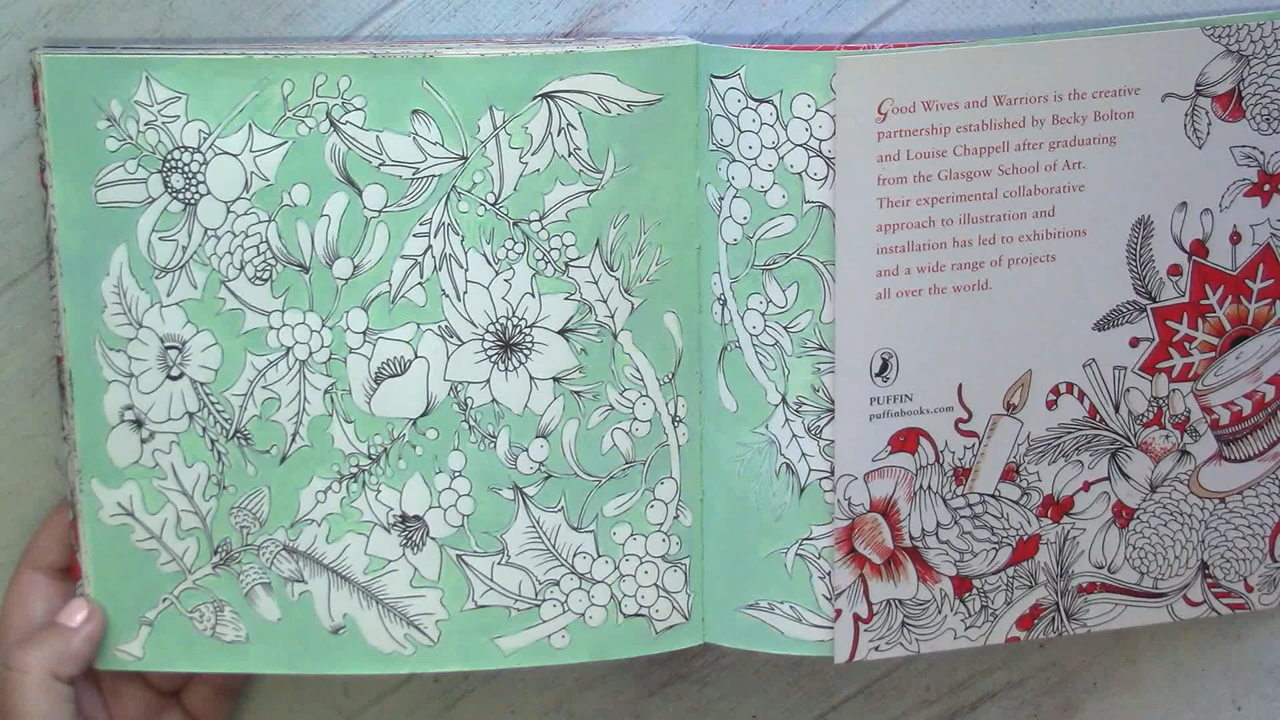 Good Wives and Warriors is the creative
partnership established by Becky Bolton
and Louise Chappell after graduating
from the Glasgow School of Art.
Their experimental collaborative
approach to illustration and
installation has led to exhibitions
and a wide range of projects
all over the world.
PUFFIN
puffinbooks.com